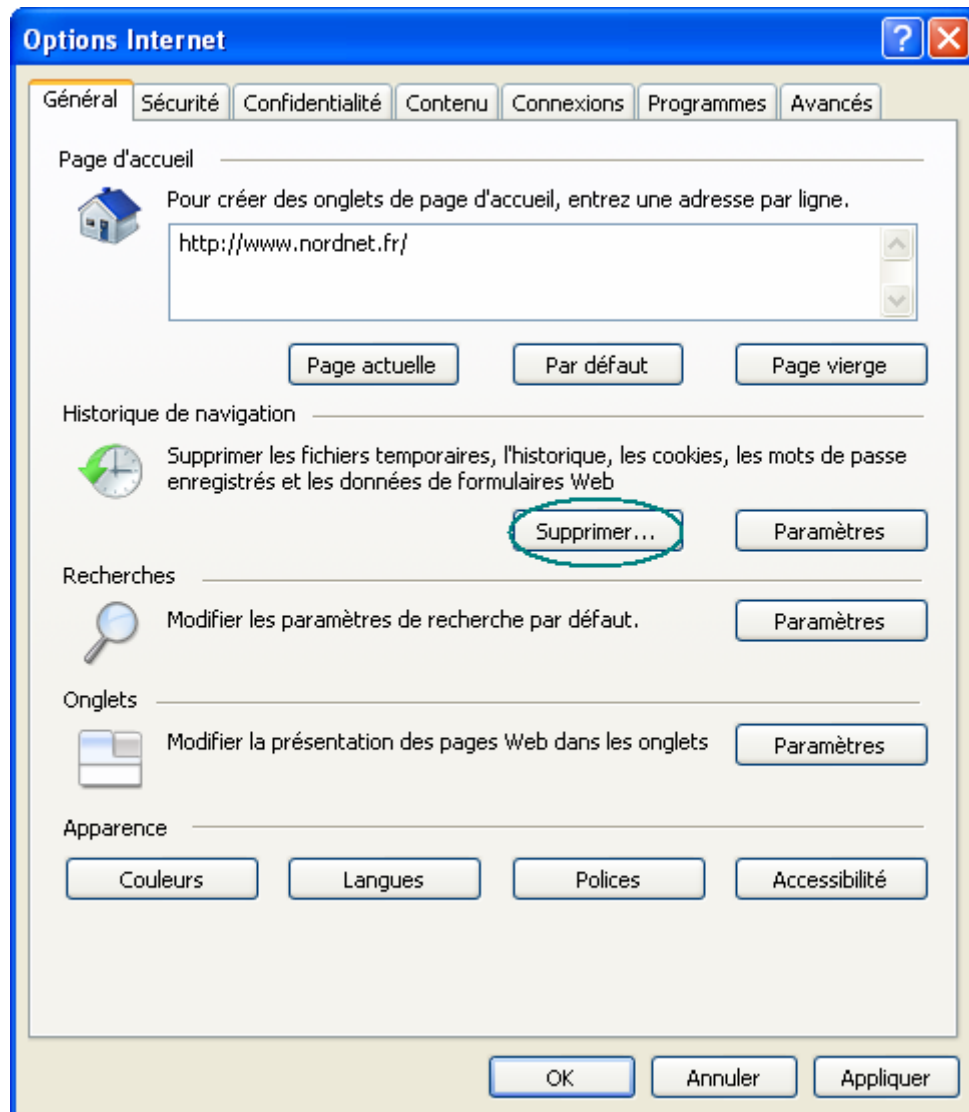 Options Internet
Général Sécurité Confidentialité Contenu Connexions Programmes Avancés
Page d'accueil
Pour créer des onglets de page d'accueil, entrez une adresse par ligne.
http://www.nordnet.fr/
Page actuelle Par défaut Page vierge
Historique de navigation
Supprimer les fichiers temporaires, l'historique, les cookies, les mots de passe
enregistrés et les données de formulaires Web
Supprimer... Paramètres
Recherches
Modifier les paramètres de recherche par défaut. Paramètres
Onglets
Modifier la présentation des pages Web dans les onglets Paramètres
Apparence
Couleurs Langues Polices Accessibilité
OK Annuler Appliquer